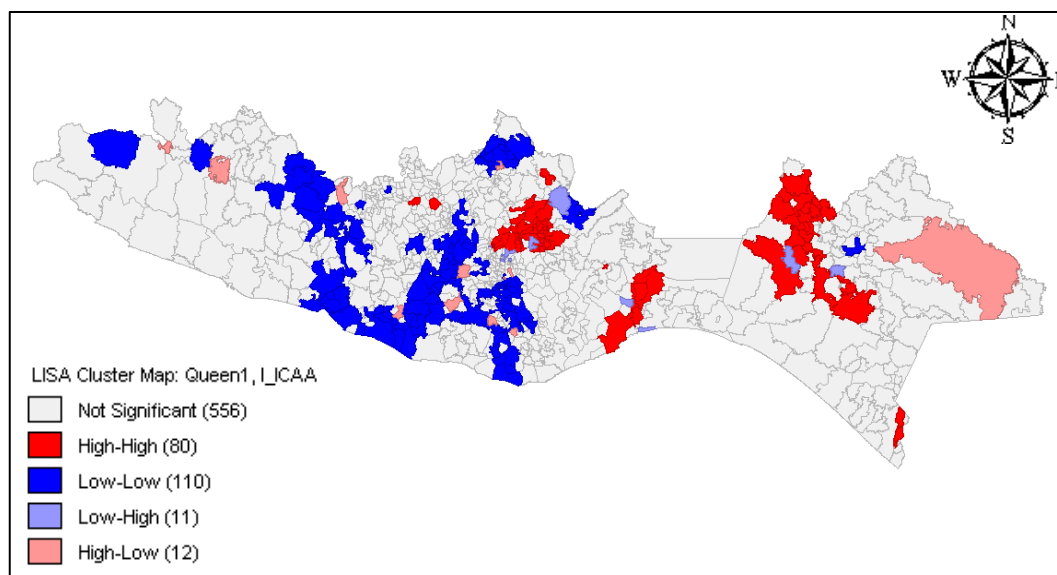 N
W
S
LISA Cluster Map: Queen1, I_ICAA
Not Significant (556)
High-High (80)
Low-Low (110)
Low-High (11)
High-Low (12)